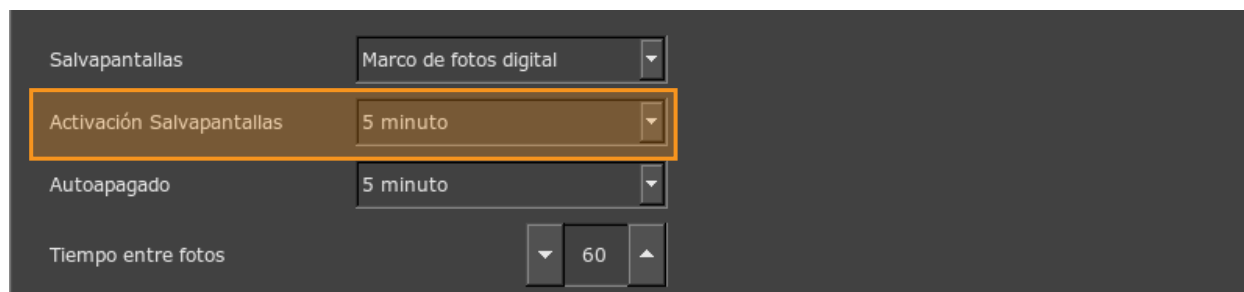 Salvapantallas Marco de fotos digital
Activación Salvapantallas 5 minuto
Autoapagado 5 minuto
Tiempo entre fotos 60